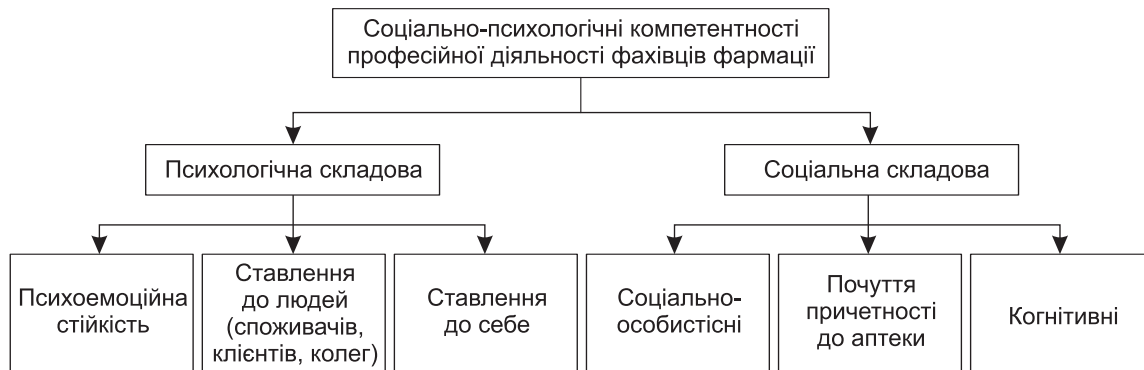 Соціально-психологічні компетентності
професійної діяльності фахівців фармації
Психологічна складова
Соціальна складова
Психоемоційна
стійкість
Ставлення
до людей
(споживачів,
клієнтів, колег)
Ставлення
до себе
Соціально-
особистісні
Почуття
причетності
до аптеки
Когнітивні